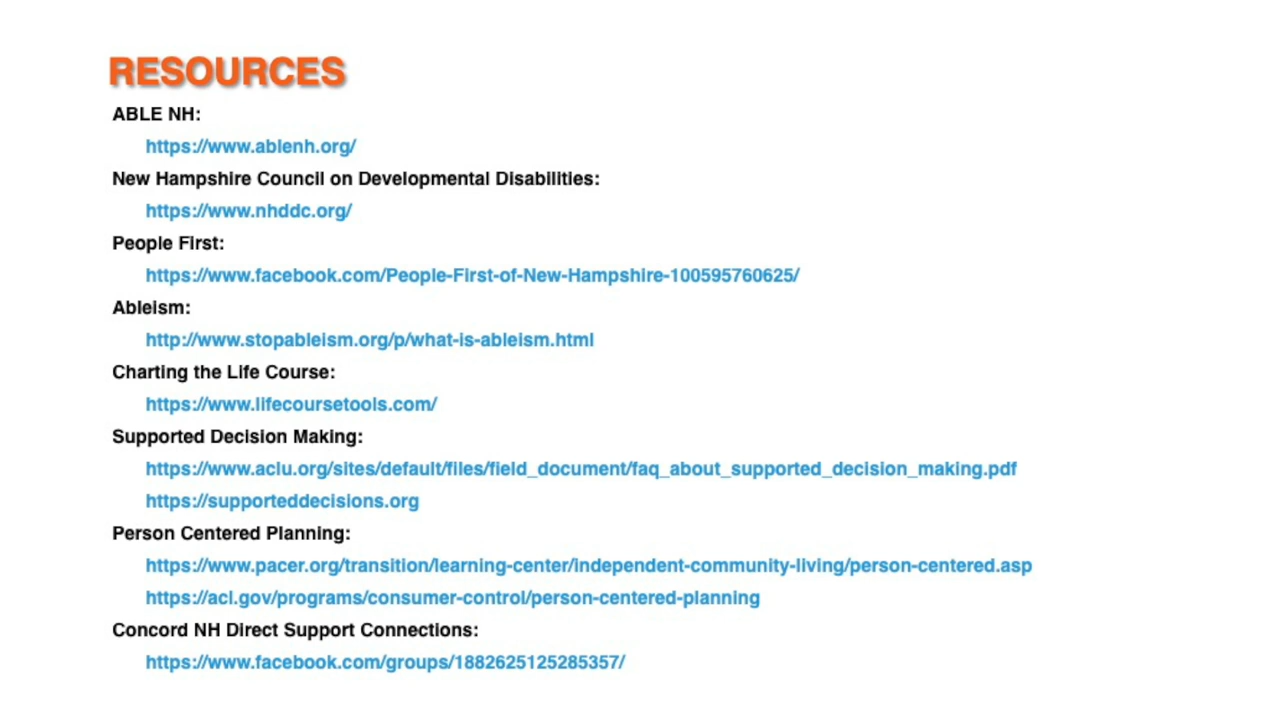 RESOURCES
ABLE NH:
https://www.ablenh.org/
New Hampshire Council on Developmental Disabilities:
https://www.nhddc.org/
People First:
https://www.facebook.com/People-First-of-New-Hampshire-100595760625/
Ableism:
http://www.stopableism.org/p/what-is-ableism.html
Charting the Life Course:
https://www.lifecoursetools.com/
Supported Decision Making:
https://www.aclu.org/sites/default/files/field_document/faq_about_supported_decision_making.pdf
https://supporteddecisions.org
Person Centered Planning:
https://www.pacer.org/transition/learning-center/independent-community-living/person-centered.asp
https://acl.gov/programs/consumer-control/person-centered-planning
Concord NH Direct Support Connections:
https://www.facebook.com/groups/1882625125285357/